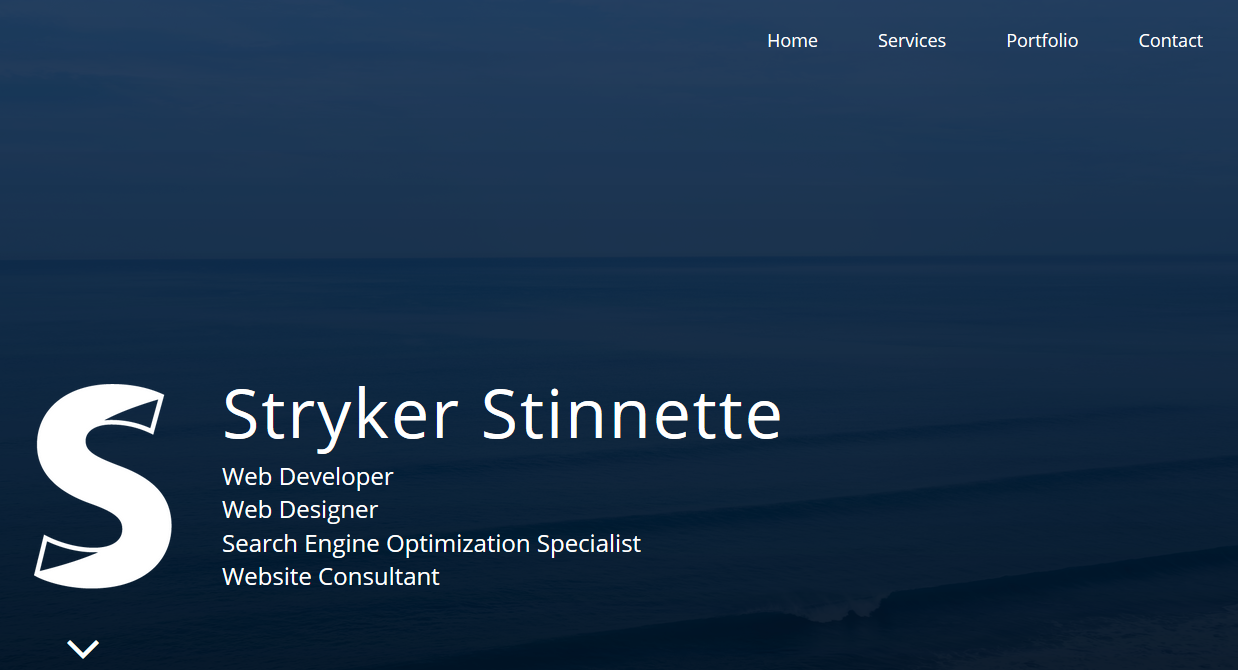 Home Services Portfolio Contact
S
Stryker Stinnette
Web Developer
Web Designer
Search Engine Optimization Specialist
Website Consultant